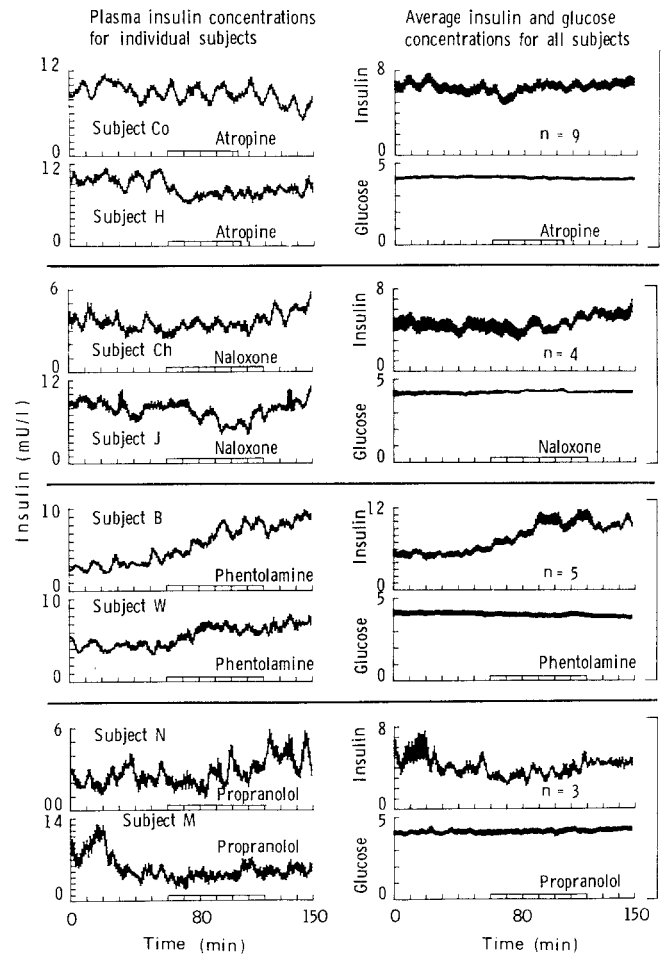 Plasma insulin concentrations
for individual subjects
Average insulin and glucose
concentrations for all subjects
Insulin (mU/l)
12
0
Subject Co
Atropine
12
0
Subject H
Atropine
Insulin
8
0
n = 9
Glucose
5
0
Atropine
6
0
Subject Ch
Naloxone
12
0
Subject J
Naloxone
Insulin
8
0
n = 4
Glucose
5
0
Naloxone
10
0
Subject B
Phentolamine
10
0
Subject W
Phentolamine
Insulin
12
0
n = 5
Glucose
5
0
Phentolamine
6
00
Subject N
Propranolol
14
0
Subject M
Propranolol
0 80 150
Time (min)
Insulin
8
0
n = 3
Glucose
5
0
Propranolol
0 80 150
Time (min)